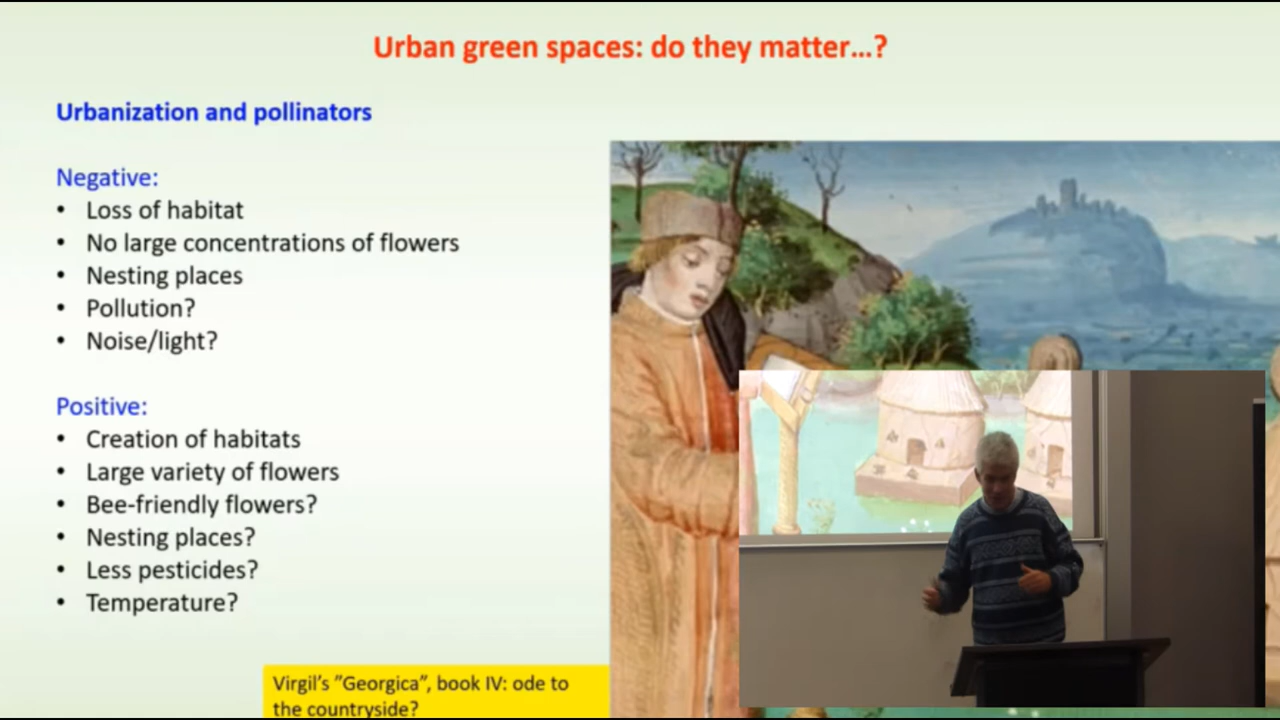 Urban green spaces: do they matter...?
Urbanization and pollinators
Negative:
• Loss of habitat
• No large concentrations of flowers
• Nesting places
• Pollution?
• Noise/light?
Positive:
• Creation of habitats
• Large variety of flowers
• Bee-friendly flowers?
• Nesting places?
• Less pesticides?
• Temperature?
Virgil's ”Georgica”, book IV: ode to
the countryside?